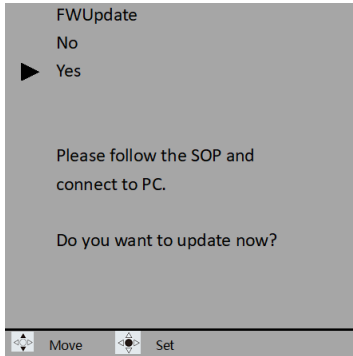 FWUpdate
No
Yes
Please follow the SOP and
connect to PC.
Do you want to update now?
Move Set